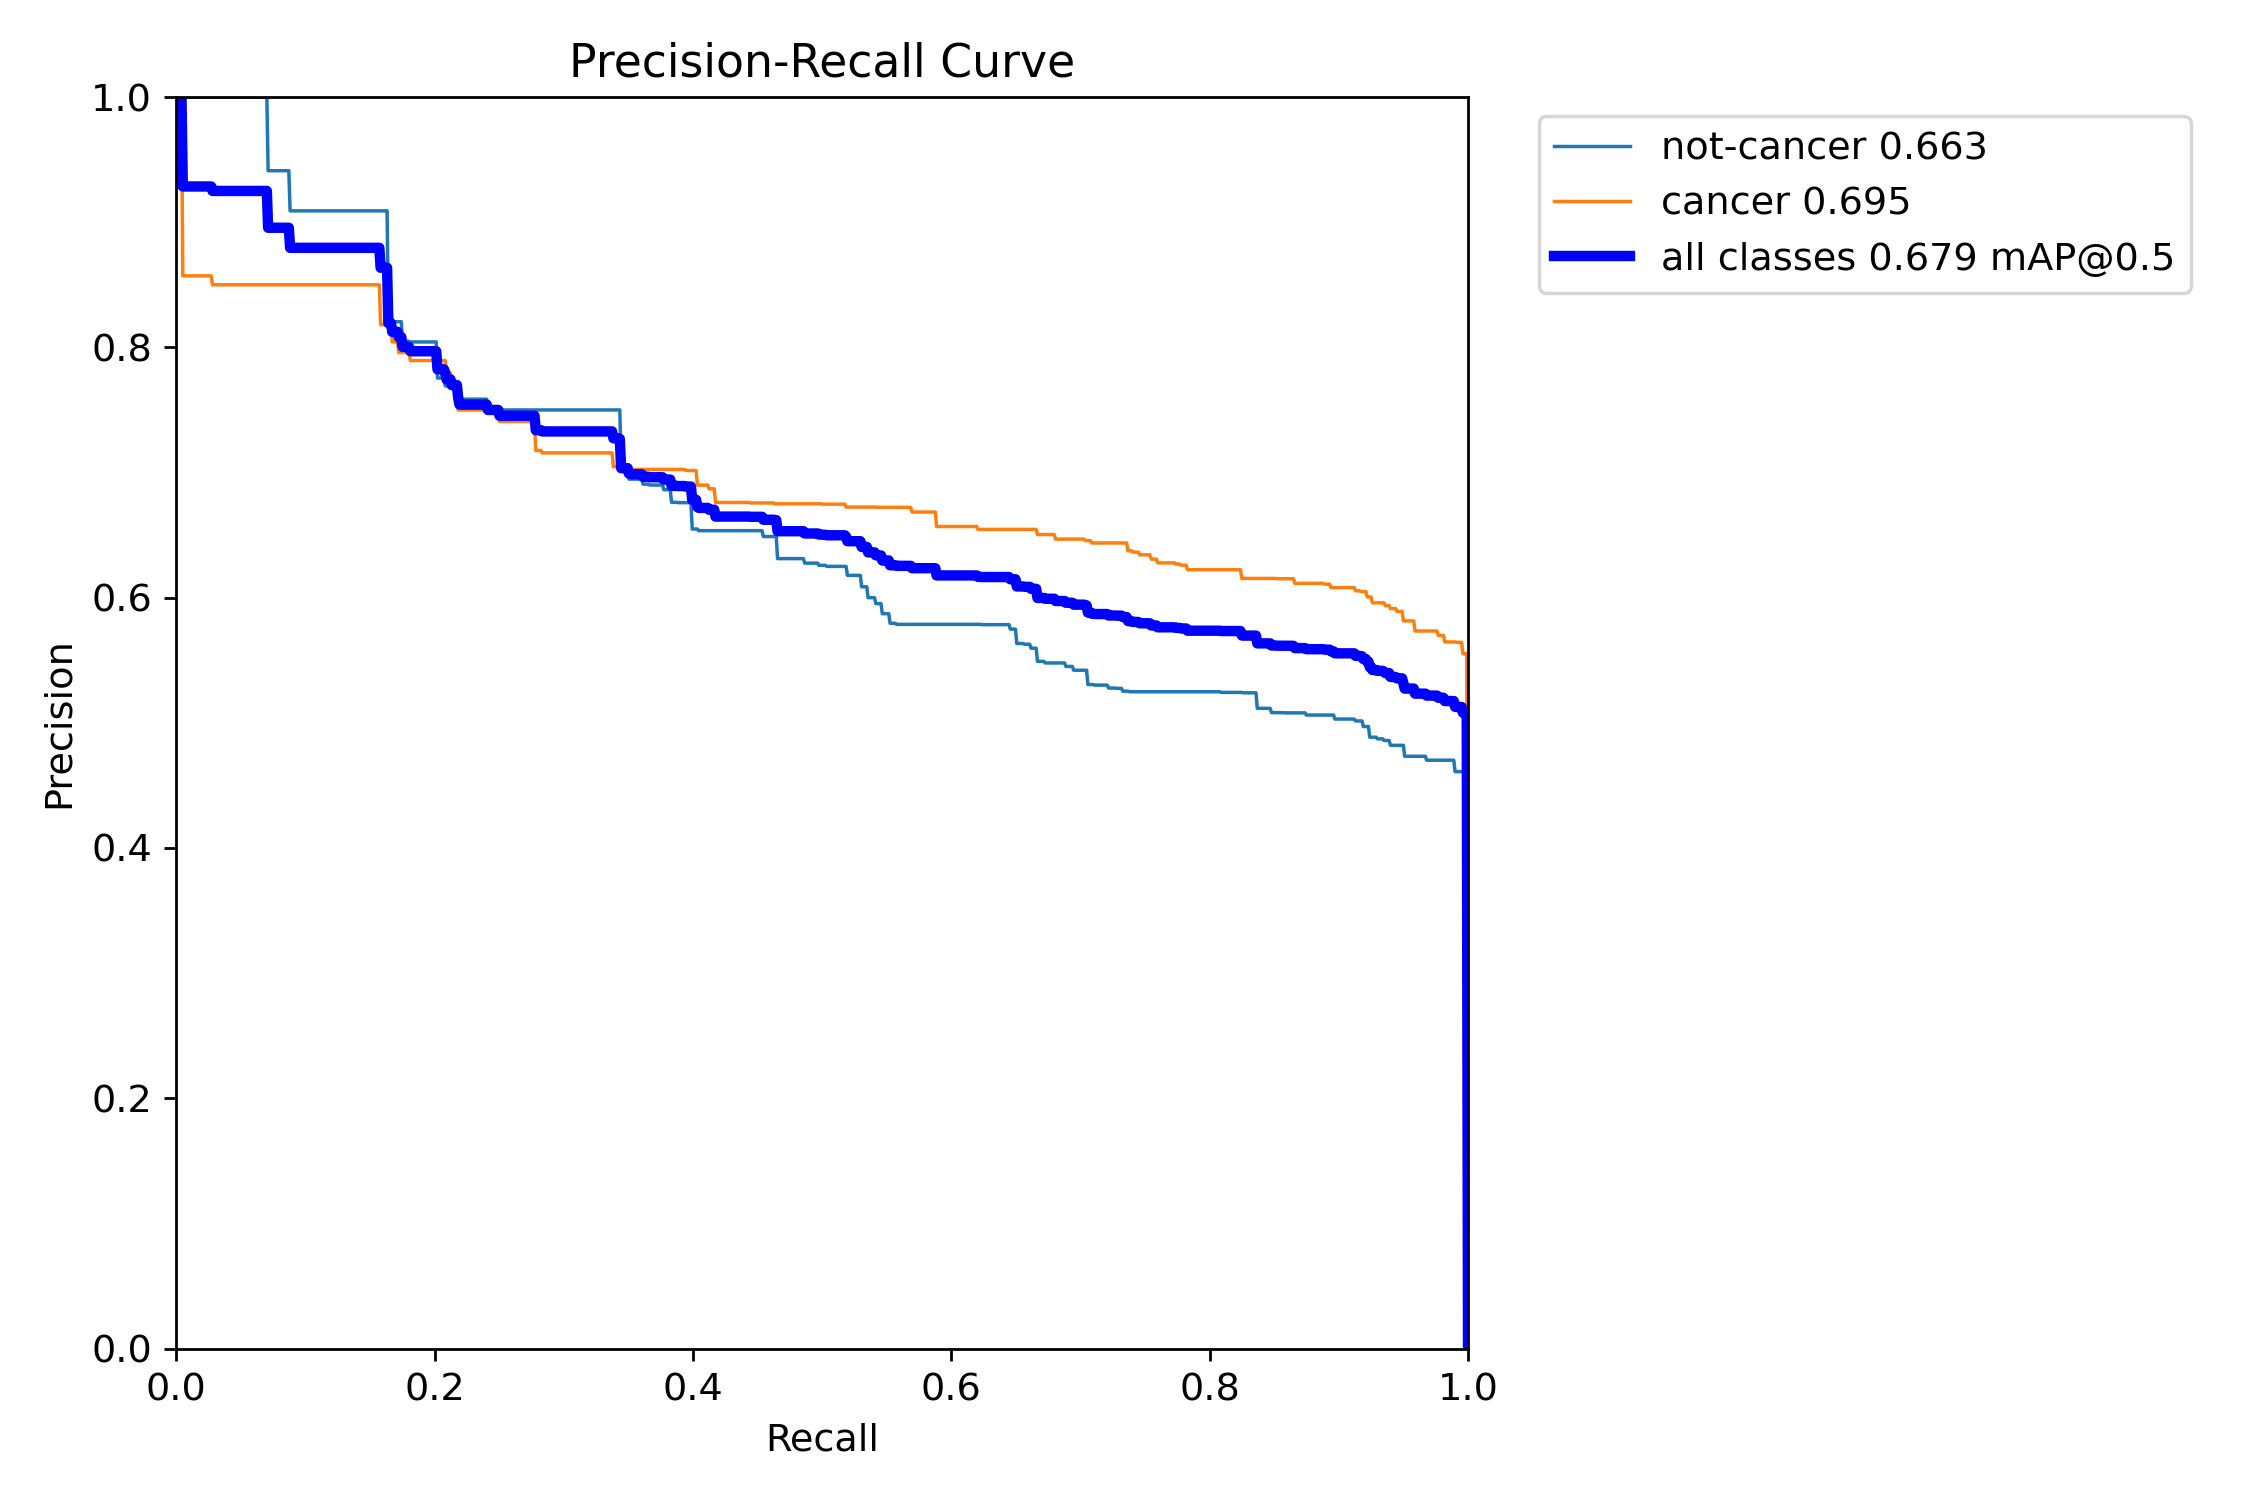 Precision-Recall Curve
not-cancer 0.663
cancer 0.695
all classes 0.679 mAP@0.5
Precision
1.0
0.8
0.6
0.4
0.2
0.0
0.0 0.2 0.4 0.6 0.8 1.0
Recall